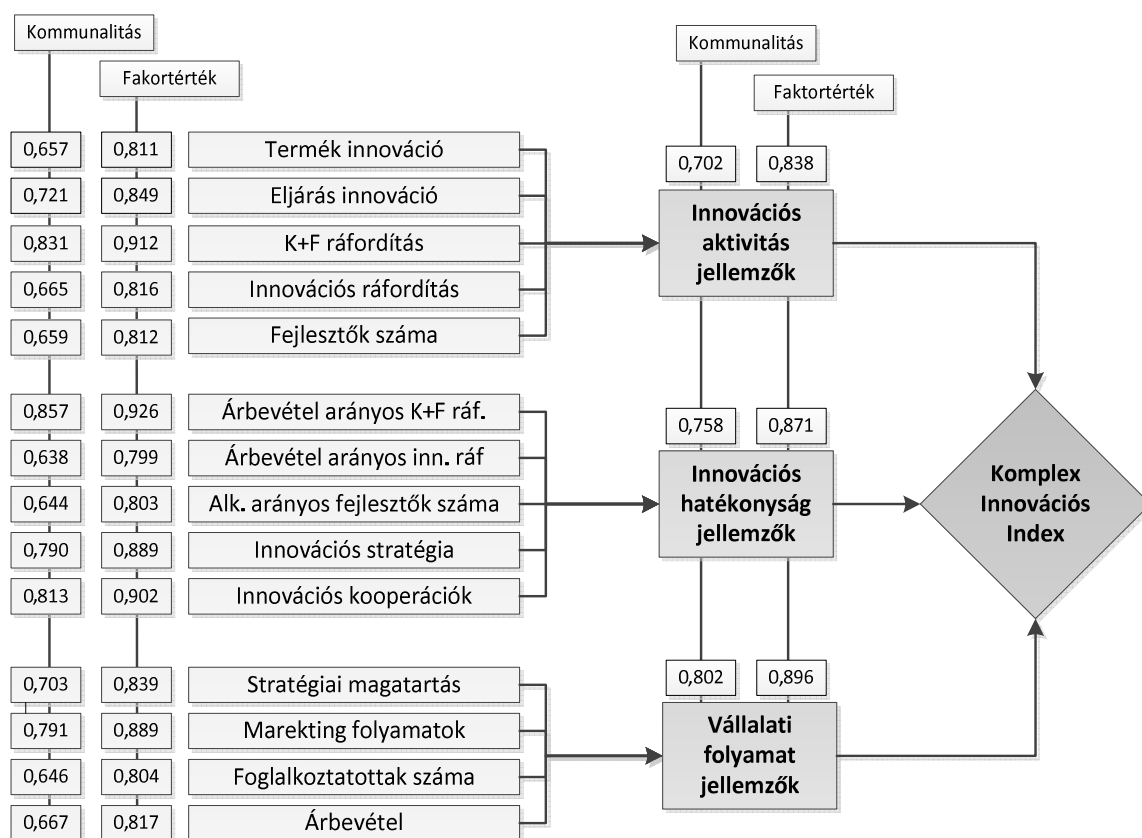 Kommunalitás
Fakortérték
0,657 0,811 Termék innováció
0,721 0,849 Eljárás innováció
0,831 0,912 K+F ráfordítás
0,665 0,816 Innovációs ráfordítás
0,659 0,812 Fejlesztők száma
0,857 0,926 Árbevétel arányos K+F ráf.
0,638 0,799 Árbevétel arányos inn. ráf
0,644 0,803 Alk. arányos fejlesztők száma
0,790 0,889 Innovációs stratégia
0,813 0,902 Innovációs kooperációk
0,703 0,839 Stratégiai magatartás
0,791 0,889 Marekting folyamatok
0,646 0,804 Foglalkoztatottak száma
0,667 0,817 Árbevétel
Kommunalitás
Faktorérték
0,702 0,838
Innovációs
aktivitás
jellemzők
0,758 0,871
Innovációs
hatékonyság
jellemzők
0,802 0,896
Vállalati
folyamat
jellemzők
Komplex
Innovációs
Index